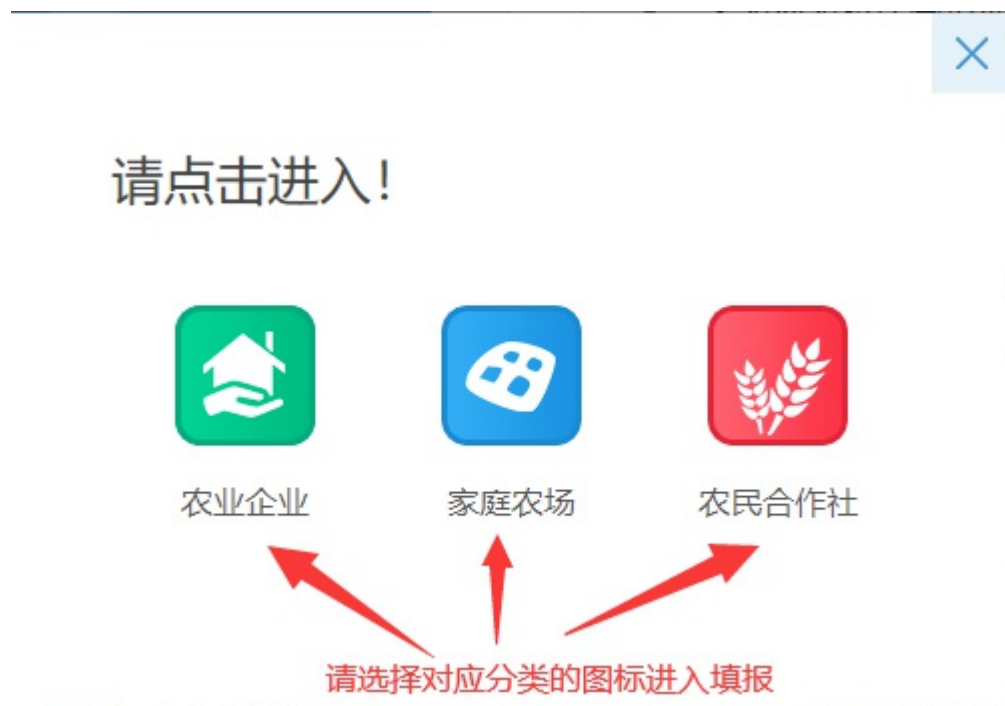 请点击进入！
农业企业
家庭农场
农民合作社
请选择对应分类的图标进入填报